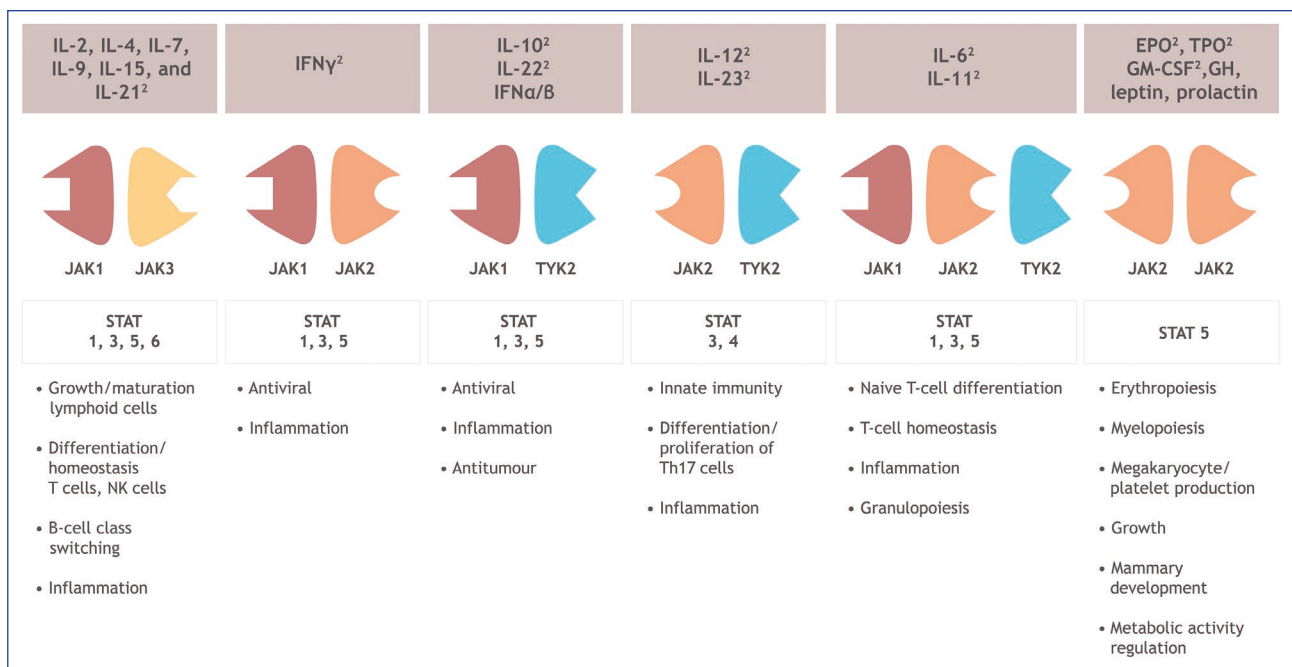 IL-2, IL-4, IL-7,
IL-9, IL-15, and
IL-21²
IFNγ²
IL-10²
IL-22²
IFNα/ß
IL-12²
IL-23²
IL-6²
IL-11²
EPO², TPO²
GM-CSF²,GH,
leptin, prolactin
JAK1 JAK3
JAK1 JAK2
JAK1 TYK2
JAK2 TYK2
JAK1 JAK2 TYK2
JAK2 JAK2
STAT
1, 3, 5, 6
STAT
1, 3, 5
STAT
1, 3, 5
STAT
3, 4
STAT
1, 3, 5
STAT 5
• Growth/maturation
lymphoid cells
• Differentiation/
homeostasis
T cells, NK cells
• B-cell class
switching
• Inflammation
• Antiviral
• Inflammation
• Antiviral
• Inflammation
• Antitumour
• Innate immunity
• Differentiation/
proliferation of
Th17 cells
• Inflammation
• Naive T-cell differentiation
• T-cell homeostasis
• Inflammation
• Granulopoiesis
• Erythropoiesis
• Myelopoiesis
• Megakaryocyte/
platelet production
• Growth
• Mammary
development
• Metabolic activity
regulation